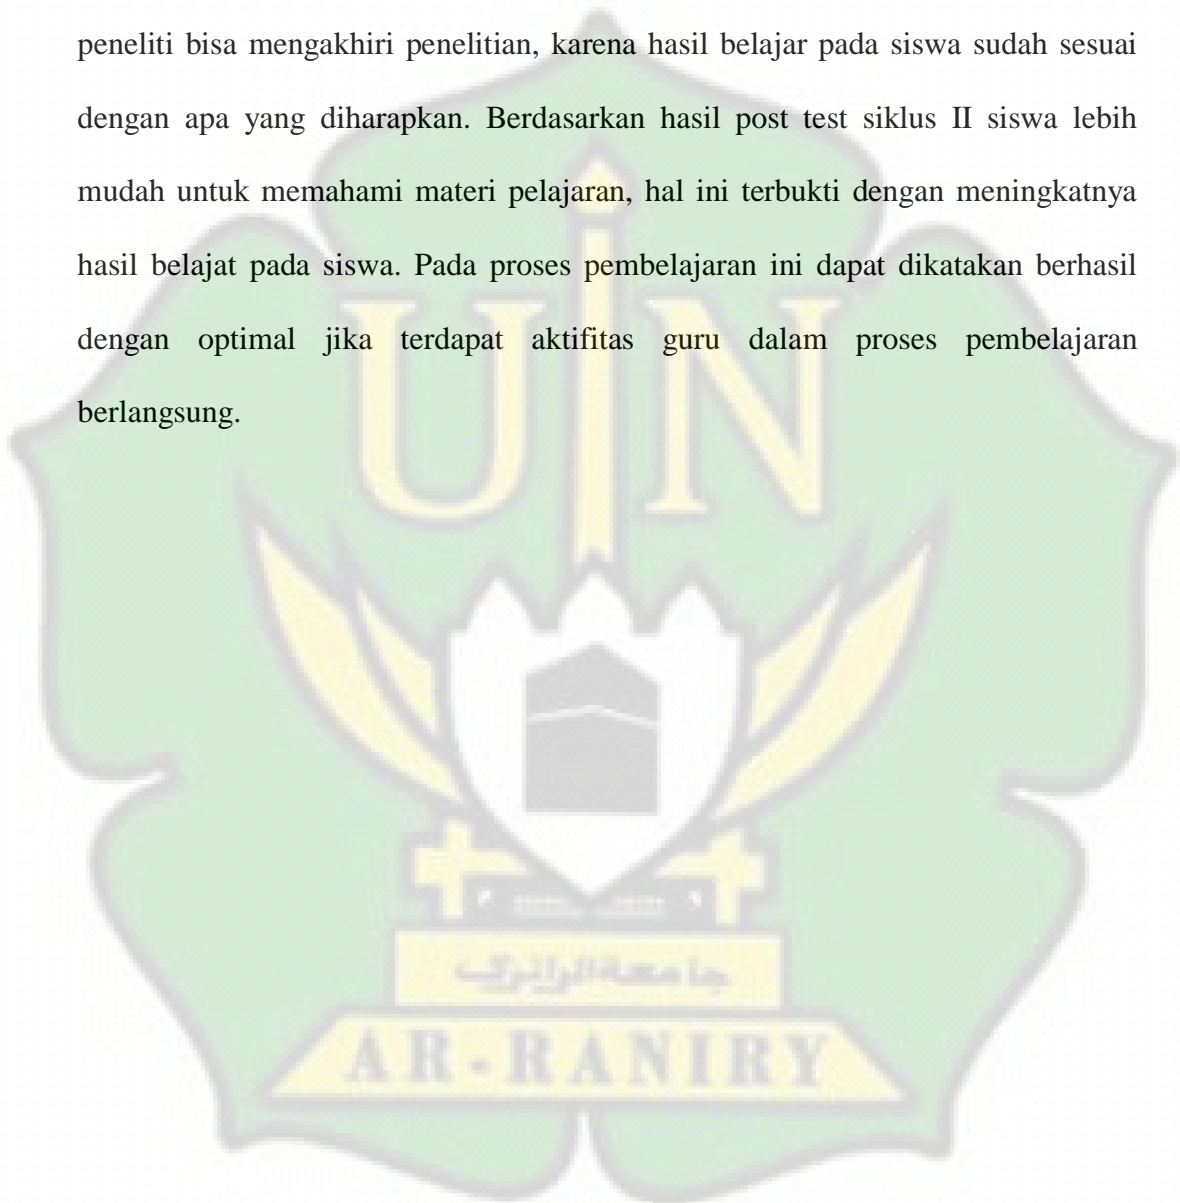 peneliti bisa mengakhiri penelitian, karena hasil belajar pada siswa sudah sesuai
dengan apa yang diharapkan. Berdasarkan hasil post test siklus II siswa lebih
mudah untuk memahami materi pelajaran, hal ini terbukti dengan meningkatnya
hasil belajat pada siswa. Pada proses pembelajaran ini dapat dikatakan berhasil
dengan optimal jika terdapat aktifitas guru dalam proses pembelajaran
berlangsung.
UIN
جامعة الرانري
AR-RANIRY